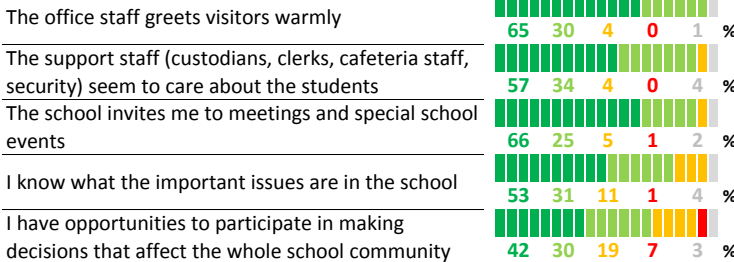 The office staff greets visitors warmly
65 30 4 0 1 %
The support staff (custodians, clerks, cafeteria staff,
security) seem to care about the students
57 34 4 0 4 %
The school invites me to meetings and special school
events
66 25 5 1 2 %
I know what the important issues are in the school
53 31 11 1 4 %
I have opportunities to participate in making
decisions that affect the whole school community
42 30 19 7 3 %